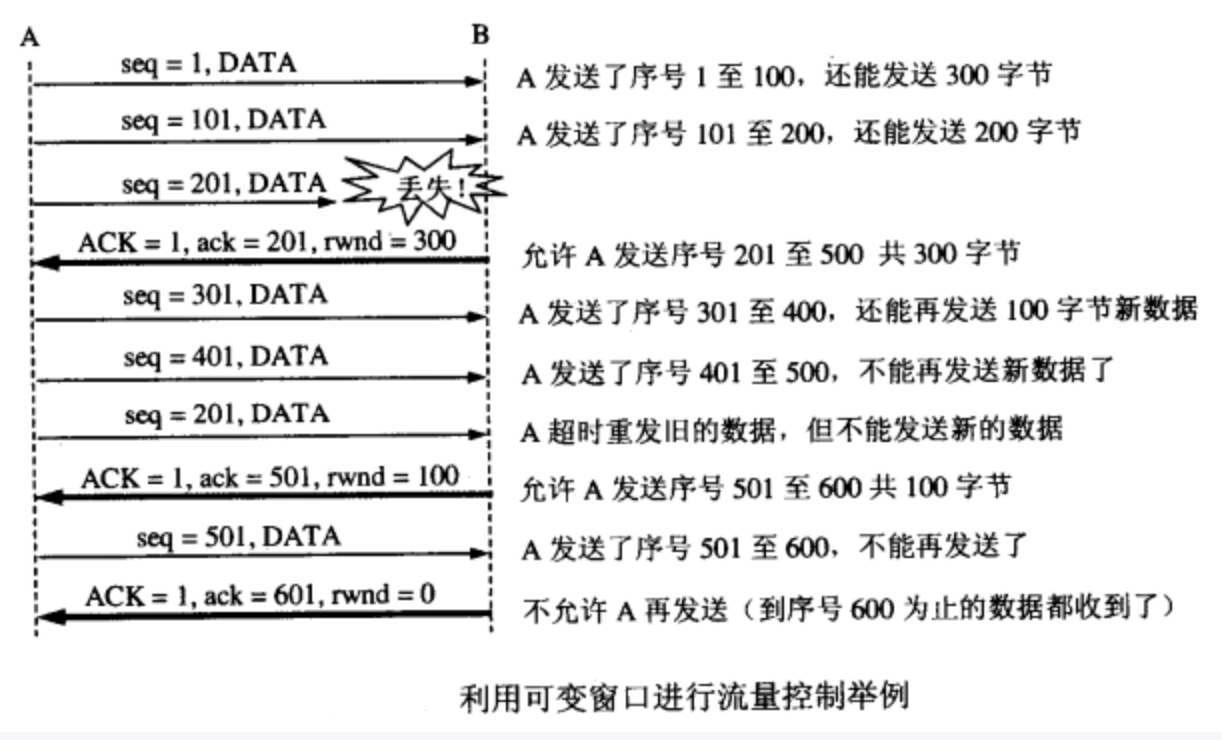 A B
seq = 1, DATA
A 发送了序号 1 至 100，还能发送 300 字节
seq = 101, DATA
A 发送了序号 101 至 200，还能发送 200 字节
seq = 201, DATA
丢失！
ACK = 1, ack = 201, rwnd = 300
允许 A 发送序号 201 至 500 共 300 字节
seq = 301, DATA
A 发送了序号 301 至 400，还能再发送 100 字节新数据
seq = 401, DATA
A 发送了序号 401 至 500，不能再发送新数据了
seq = 201, DATA
A 超时重发旧的数据，但不能发送新的数据
ACK = 1, ack = 501, rwnd = 100
允许 A 发送序号 501 至 600 共 100 字节
seq = 501, DATA
A 发送了序号 501 至 600，不能再发送了
ACK = 1, ack = 601, rwnd = 0
不允许 A 再发送（到序号 600 为止的数据都收到了）
利用可变窗口进行流量控制举例